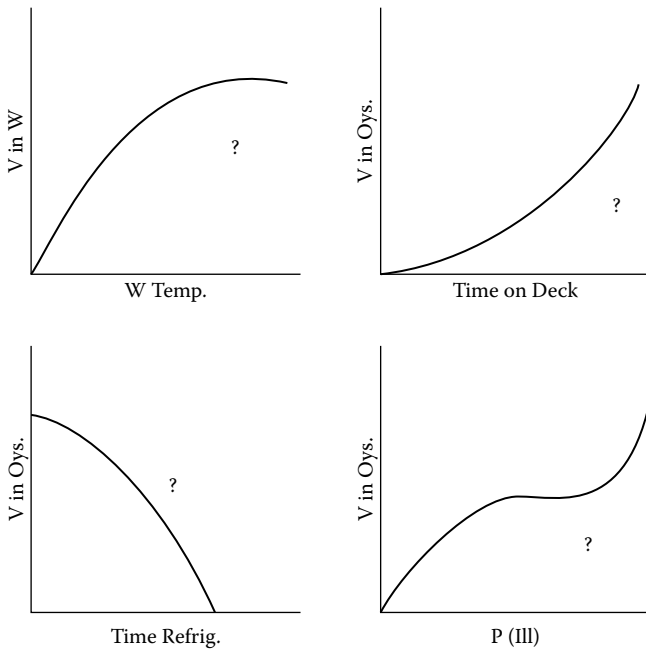 V in W
?
W Temp.
V in Oys.
?
Time on Deck
V in Oys.
?
Time Refrig.
V in Oys.
?
P (Ill)